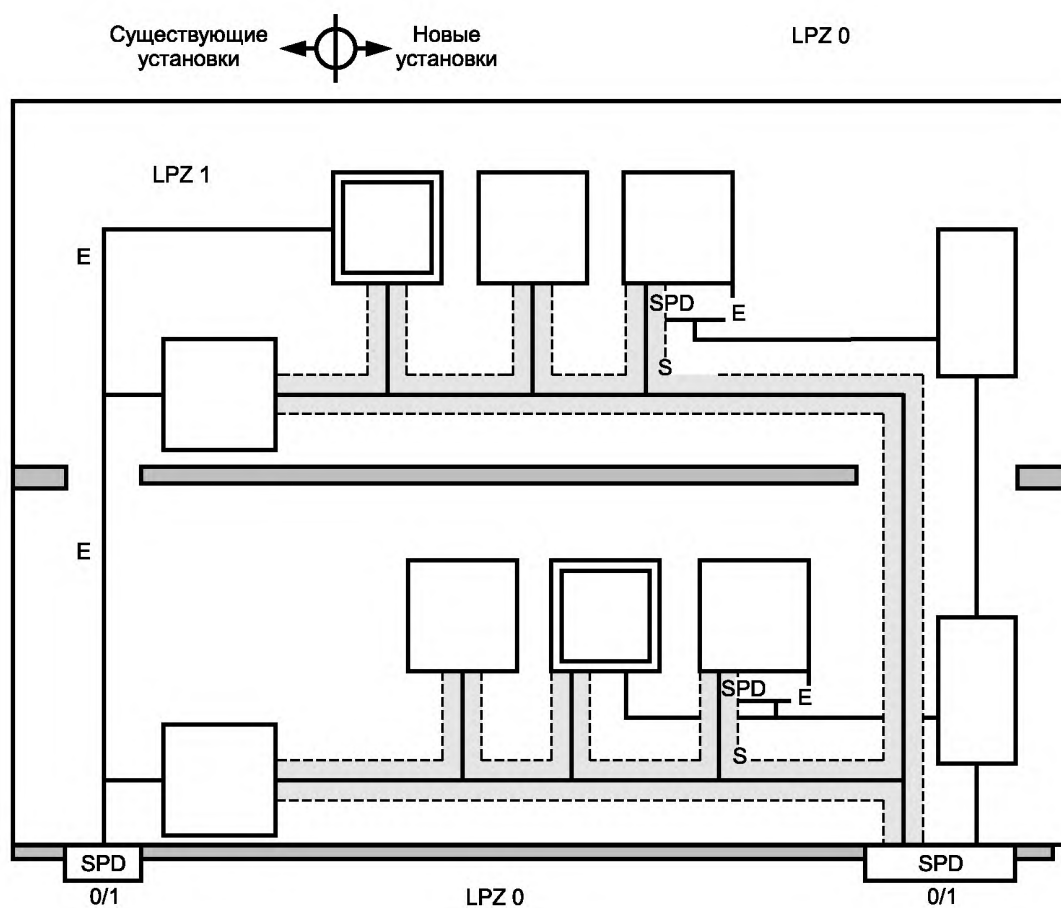 Существующие установки
Новые установки
LPZ 0
LPZ 1
E
SPD
E
S
E
SPD
E
S
SPD
0/1
LPZ 0
SPD
0/1